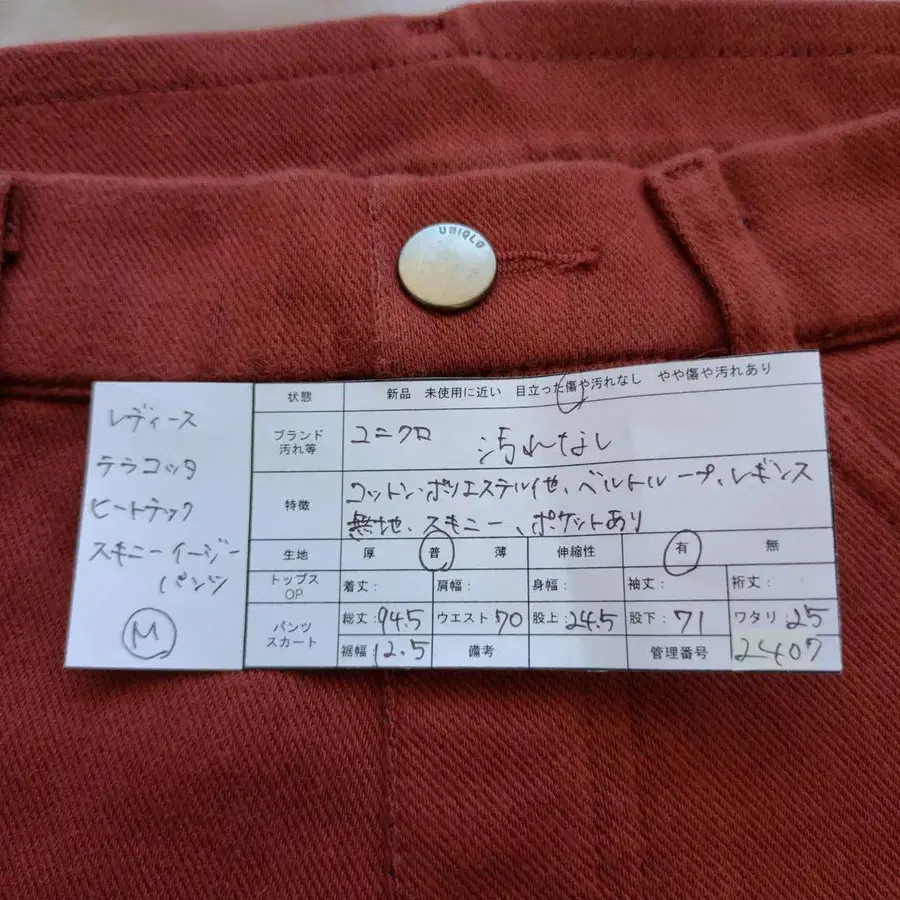 UNIQLO
レディース
テラコッタ
ヒートテック
スキニーイージー
パンツ
M
状態 新品 未使用に近い 目立った傷や汚れなし やや傷や汚れあり
ブランド 汚れ等 ユニクロ 汚れなし
特徴 コットン・ポリエステル他、ベルトループ、レギンス
無地、スキニー、ポケットあり
生地 厚 普 薄 伸縮性 有 無
トップス OP 着丈: 肩幅: 身幅: 袖丈: 裄丈:
パンツ スカート 総丈:94.5 ウエスト70 股上:24.5 股下:71 ワタリ:25
裾幅12.5 備考 管理番号 2407